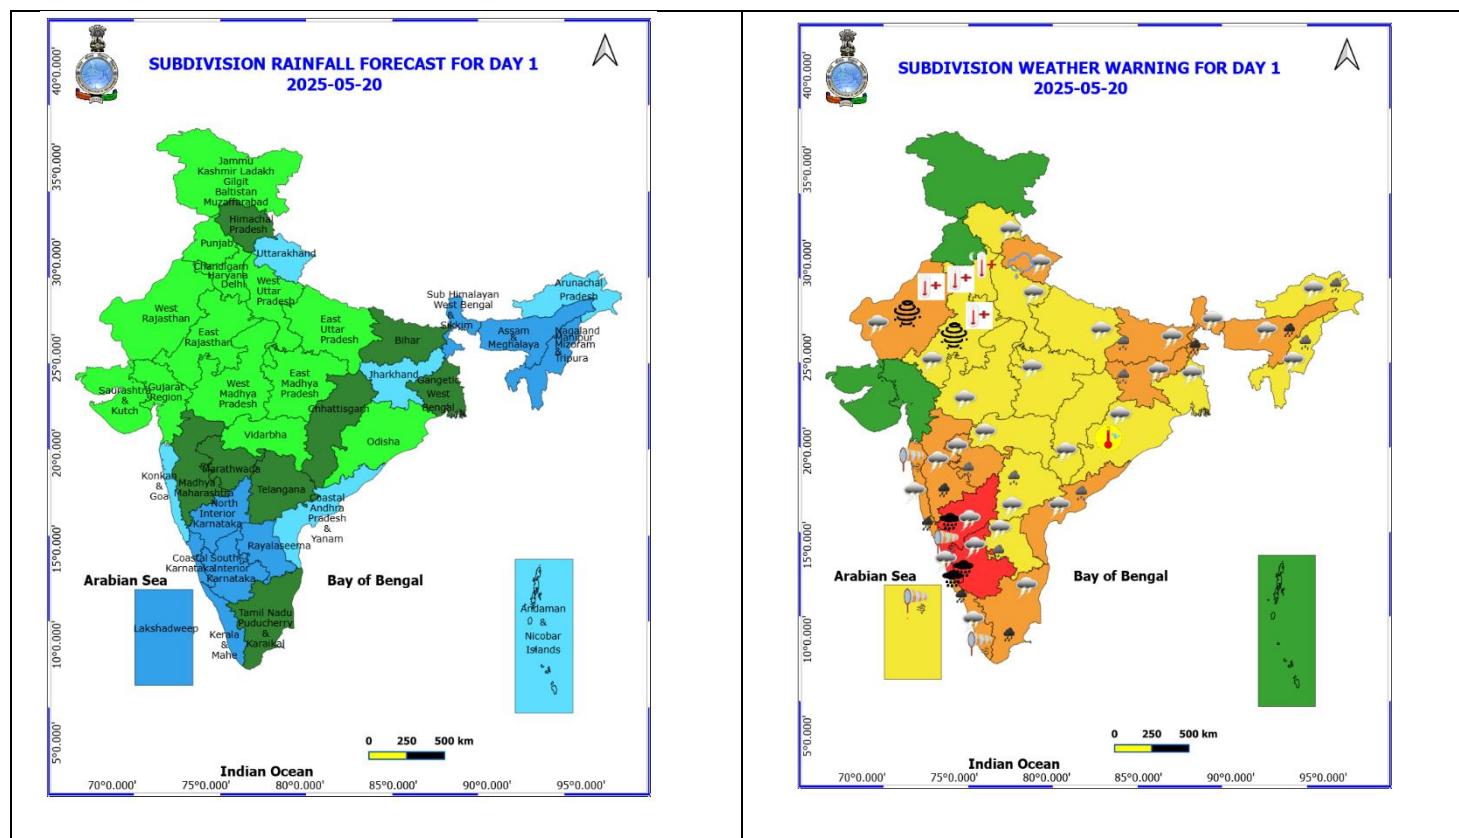 SUBDIVISION RAINFALL FORECAST FOR DAY 1
2025-05-20
40°0.000'
35°0.000'
30°0.000'
25°0.000'
20°0.000'
15°0.000'
10°0.000'
5°0.000'
Jammu
Kashmir Ladakh
Gilgit
Baltistan
Muzaffarabad
Himachal
Pradesh
Punjab
Uttarakhand
Chandigarh
Haryana
Delhi
West
Uttar
Pradesh
Arunachal
Pradesh
Sub Himalayan
West Bengal
&
Sikkim
West
Rajasthan
East
Rajasthan
East
Uttar
Pradesh
Bihar
Assam
&
Meghalaya
Nagaland
Manipur
Mizoram
&
Tripura
Jharkhand
Gangetic
West
Bengal
Saurashtra
&
Kutch
Gujarat
Region
West
Madhya
Pradesh
East
Madhya
Pradesh
Chhattisgarh
Vidarbha
Odisha
Konkan
&
Goa
Marathwada
Madhya
Maharashtra
Telangana
North
Interior
Karnataka
Coastal
Andhra
Pradesh
&
Yanam
Rayalaseema
Coastal
Karnataka
South
Interior
Karnataka
Arabian Sea
Bay of Bengal
Lakshadweep
Tamil Nadu
Puducherry
&
Karaikal
Kerala
&
Mahe
Andaman
&
Nicobar
Islands
0 250 500 km
Indian Ocean
70°0.000' 75°0.000' 80°0.000' 85°0.000' 90°0.000' 95°0.000'
SUBDIVISION WEATHER WARNING FOR DAY 1
2025-05-20
40°0.000'
35°0.000'
30°0.000'
25°0.000'
20°0.000'
15°0.000'
10°0.000'
5°0.000'
Arabian Sea
Bay of Bengal
0 250 500 km
Indian Ocean
70°0.000' 75°0.000' 80°0.000' 85°0.000' 90°0.000' 95°0.000'